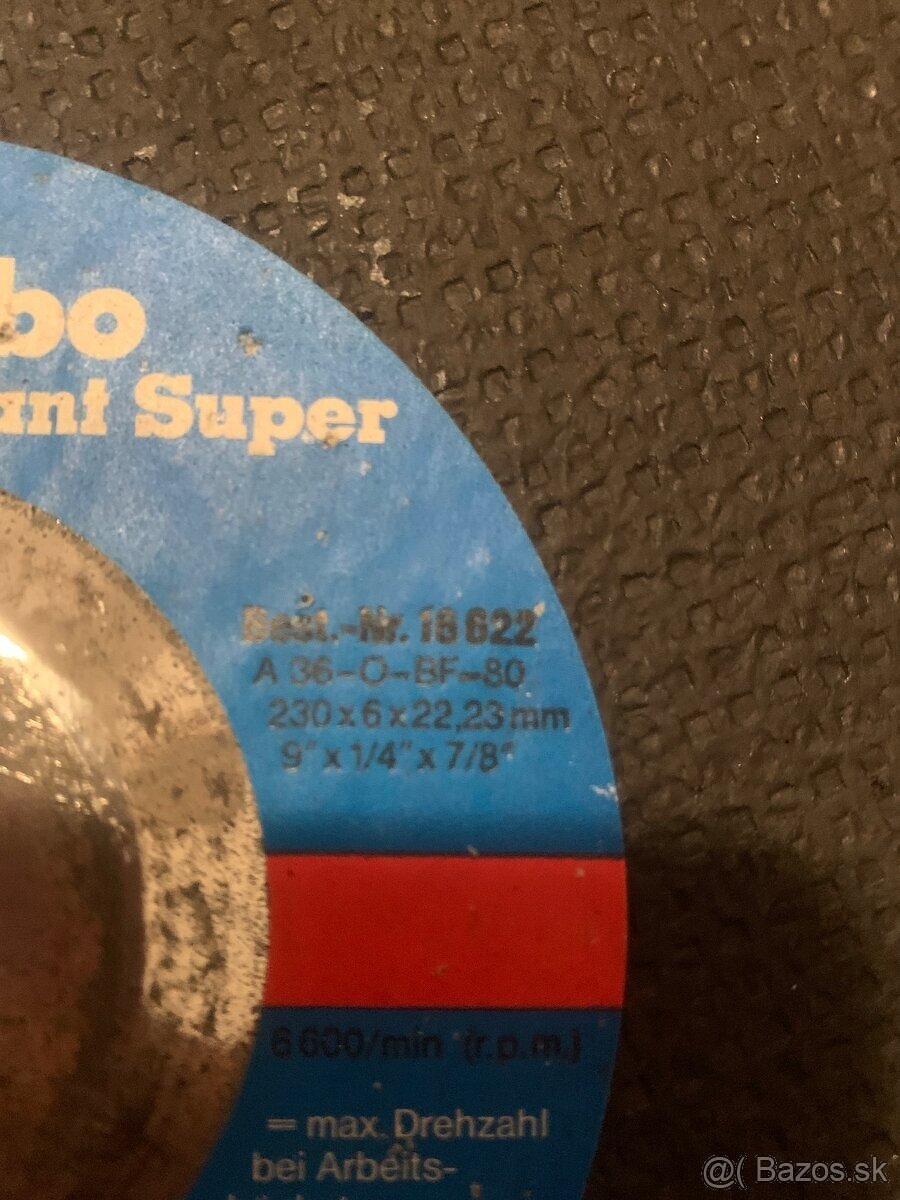 bo
ant Super
Best.-Nr. 18 622
A 36-O-BF-80
230 x 6 x 22,23 mm
9" x 1/4" x 7/8"
6 600/min (r.p.m.)
= max. Drehzahl
bei Arbeits-
@( Bazos.sk